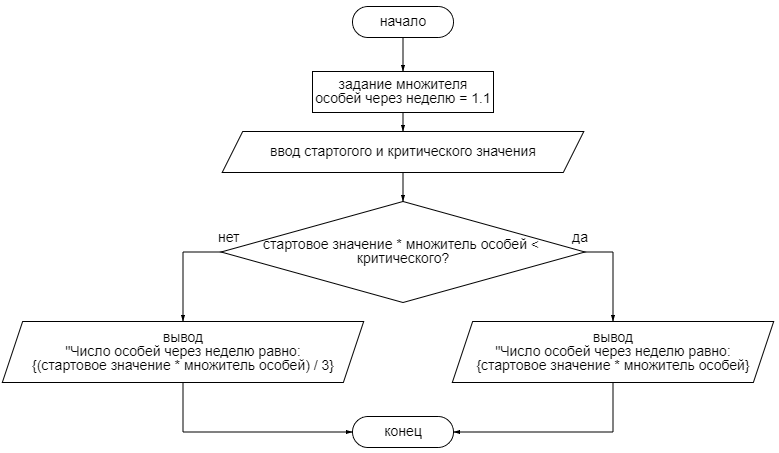 начало
задание множителя
особей через неделю = 1.1
ввод стартогого и критического значения
нет
да
стартовое значение * множитель особей <
критического?
вывод
"Число особей через неделю равно:
{(стартовое значение * множитель особей) / 3}
вывод
"Число особей через неделю равно:
{стартовое значение * множитель особей}
конец